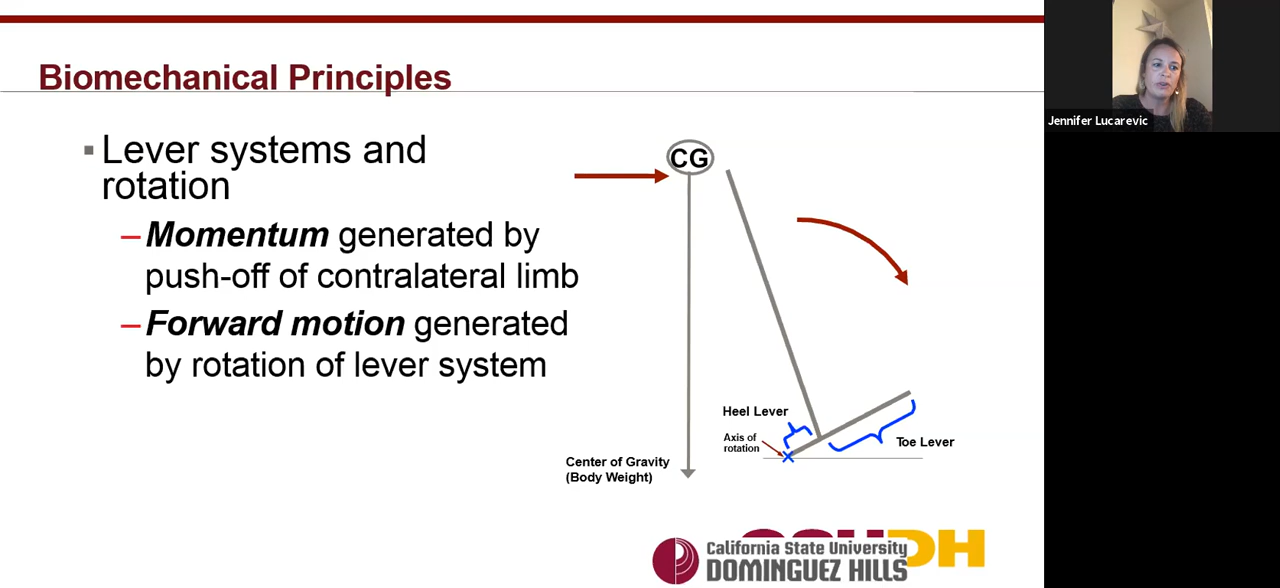 Biomechanical Principles
▪ Lever systems and
rotation
– Momentum generated by
push-off of contralateral limb
– Forward motion generated
by rotation of lever system
CG
Heel Lever
Axis of
rotation
Toe Lever
Center of Gravity
(Body Weight)
California State University
DOMINGUEZ HILLS
DH
Jennifer Lucarevic